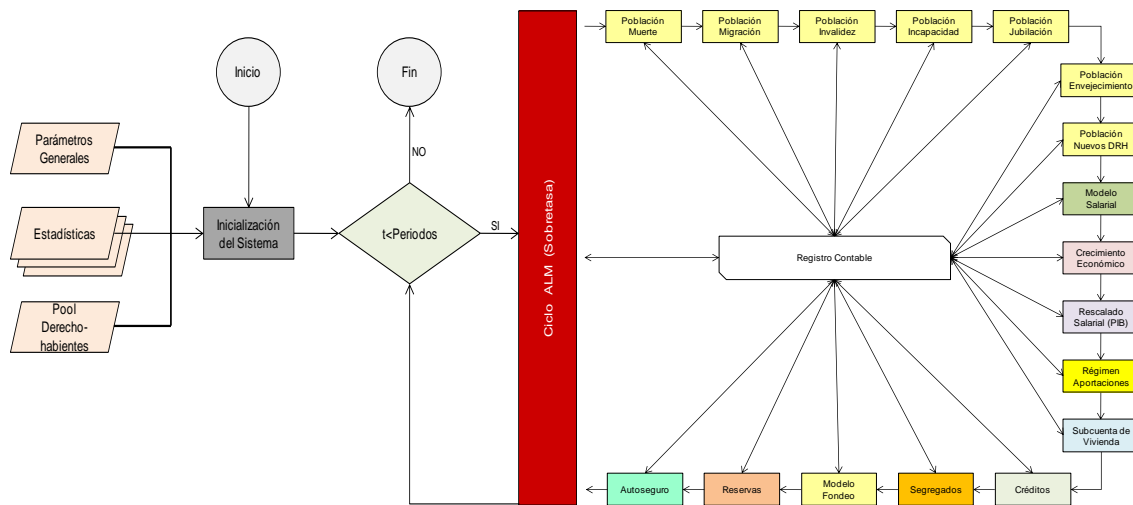 Población
Muerte
Población
Migración
Población
Invalidez
Población
Incapacidad
Población
Jubilación
Inicio
Fin
Población
Envejecimiento
Parámetros
Generales
NO
Población
Nuevos DRH
Modelo
Salarial
Estadísticas
Inicialización
del Sistema
t<Periodos
SI
Ciclo ALM (Sobretasa)
Registro Contable
Crecimiento
Económico
Pool
Derecho-
habientes
Rescalado
Salarial (PIB)
Régimen
Aportaciones
Subcuenta de
Vivienda
Autoseguro
Reservas
Modelo
Fondeo
Segregados
Créditos